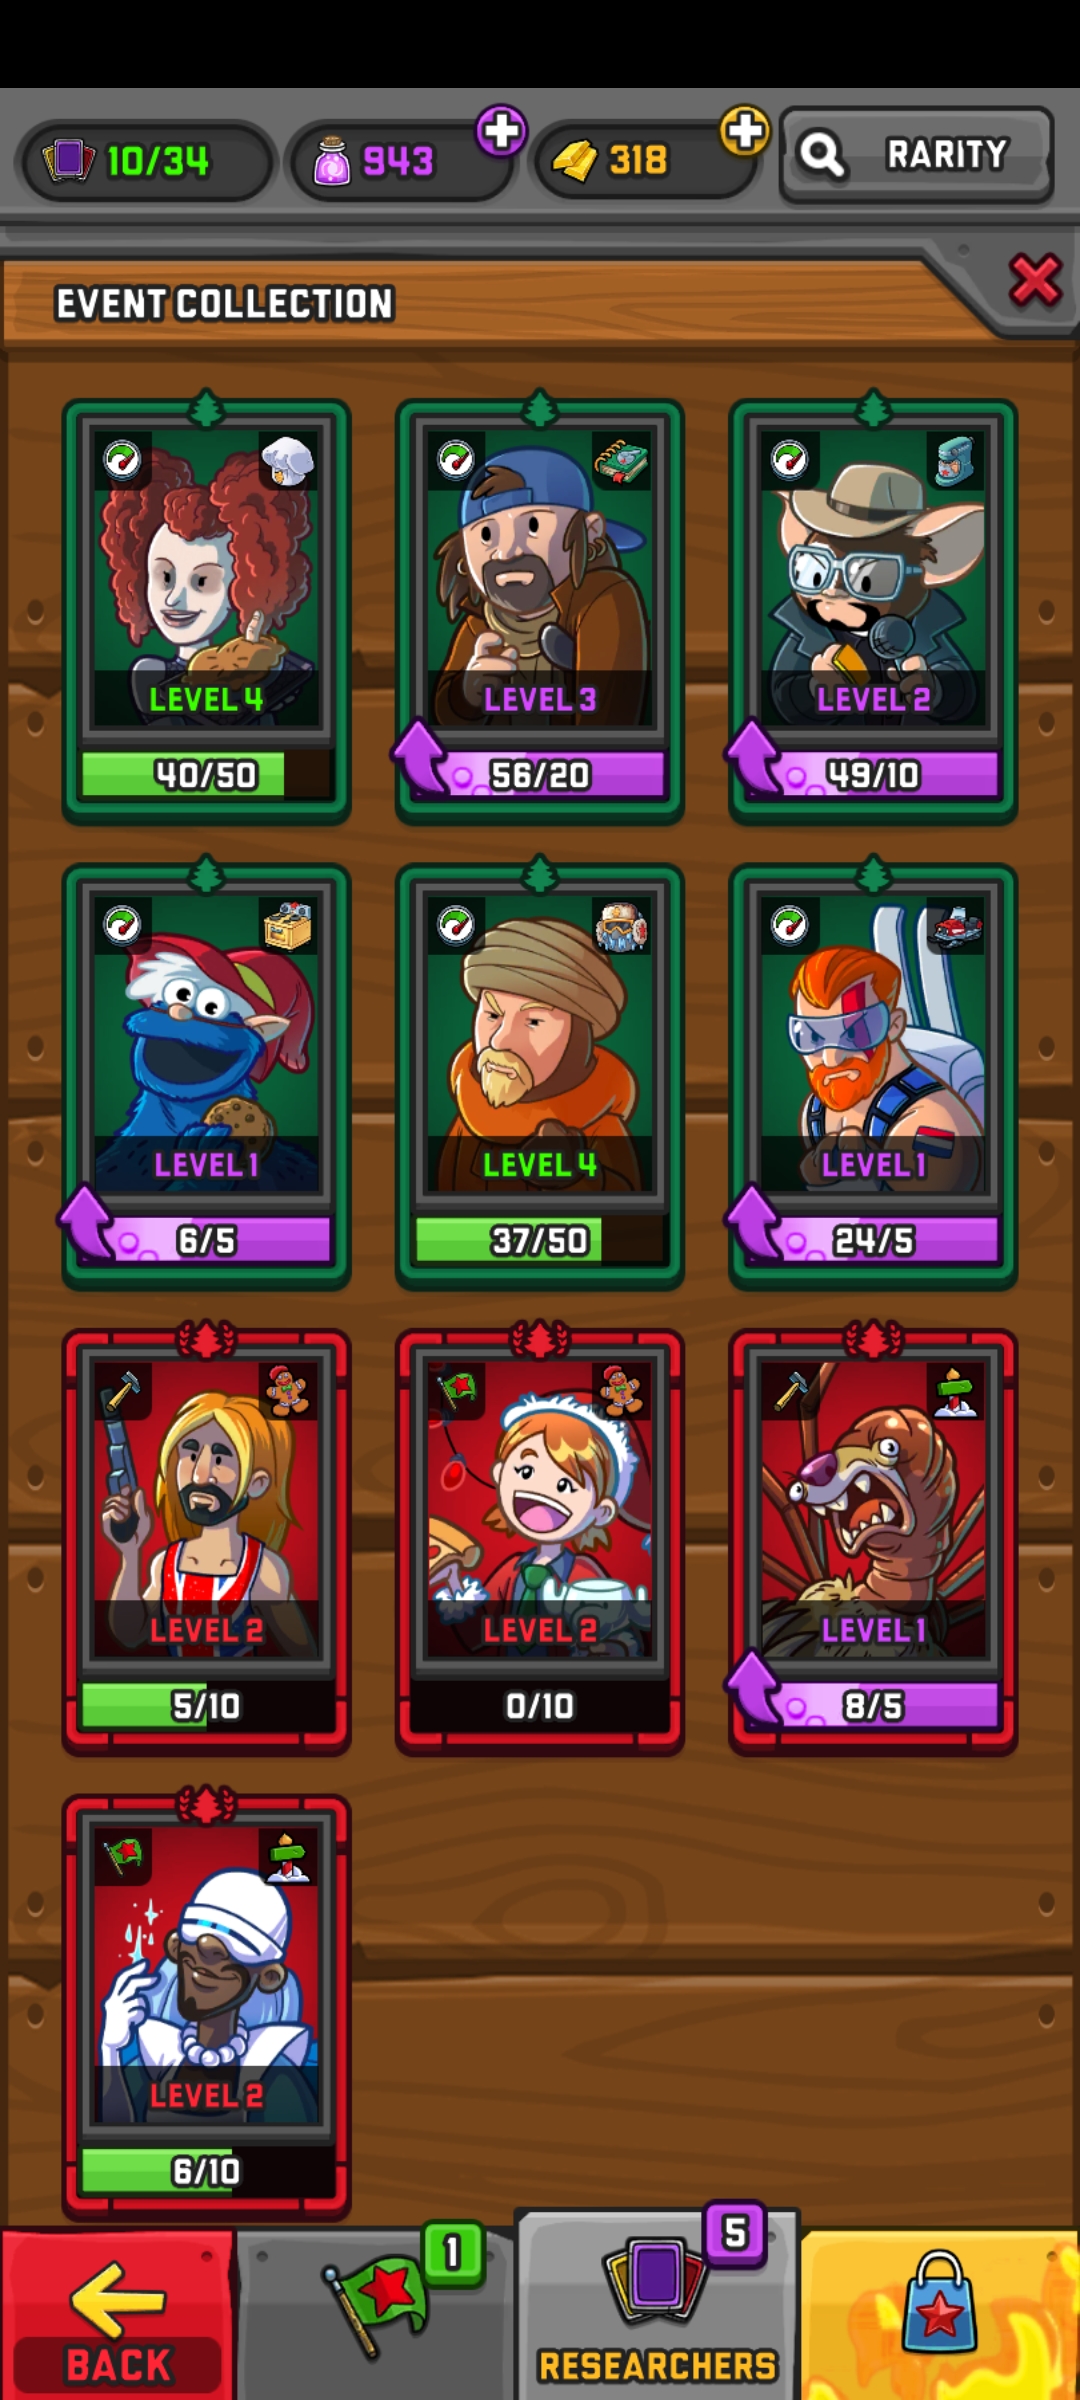 10/34
943
318
RARITY
EVENT COLLECTION
LEVEL 4
LEVEL 3
LEVEL 2
40/50
56/20
49/10
LEVEL 1
LEVEL 4
LEVEL 1
6/5
37/50
24/5
LEVEL 2
LEVEL 2
LEVEL 1
5/10
0/10
8/5
LEVEL 2
6/10
1
5
BACK
RESEARCHERS